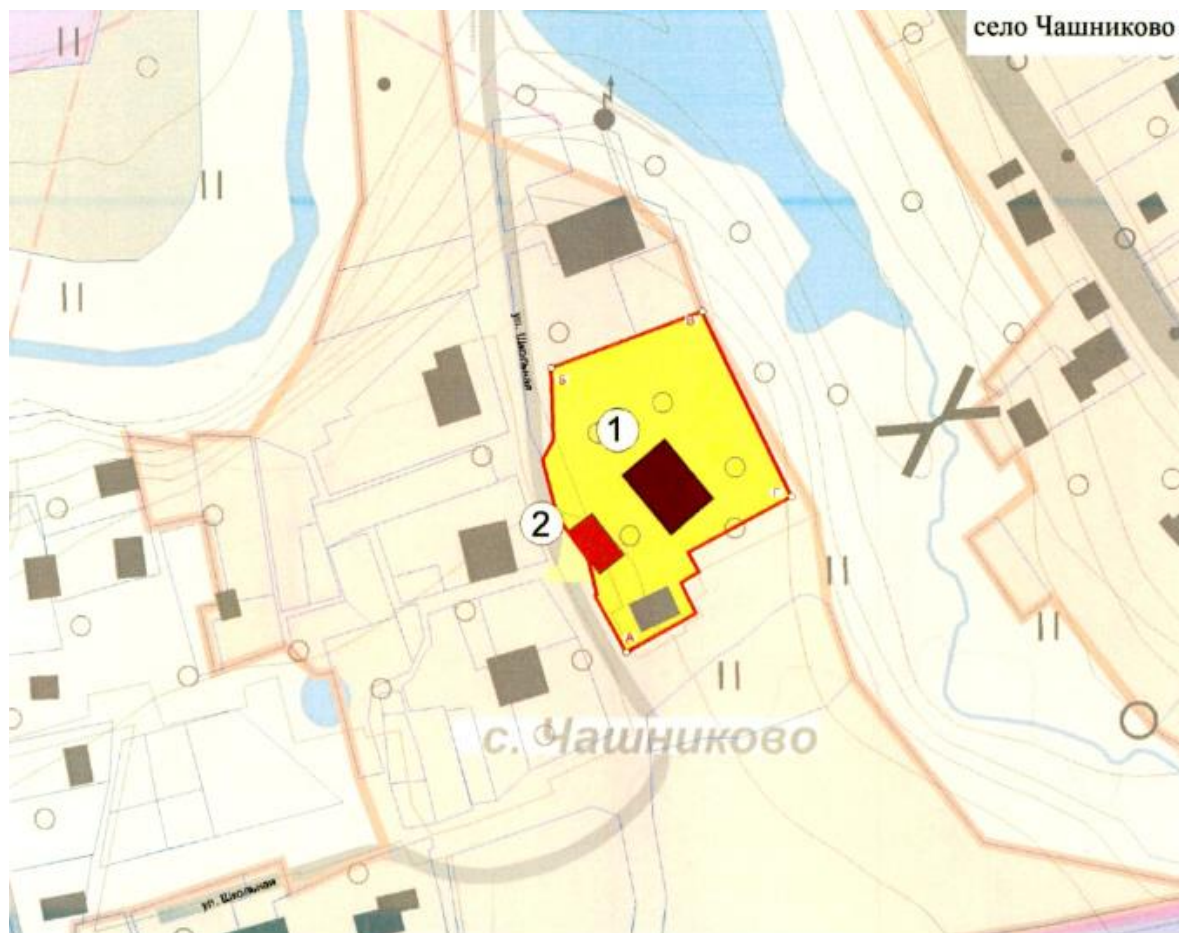 село Чашниково
ул. Школьная
В
Б
1
Г
2
А
с. Чашниково
ул. Школьная